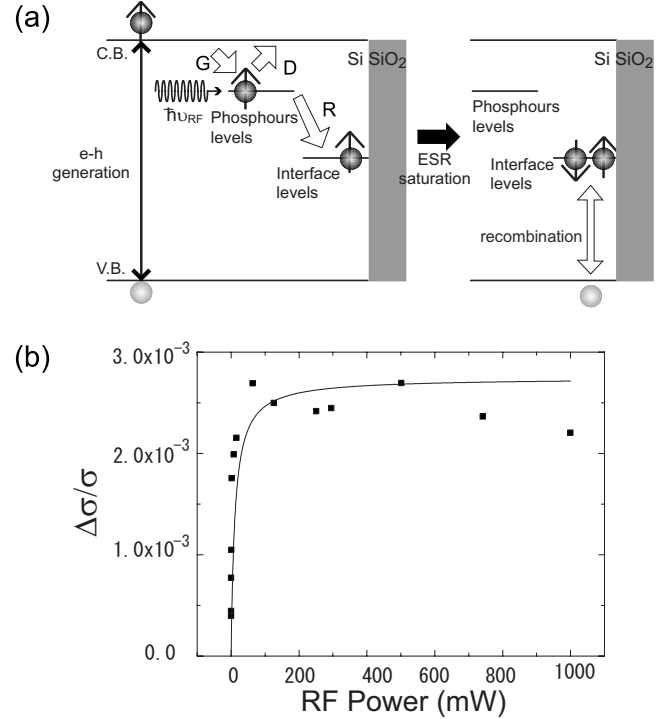 (a)
C.B.
G
D
Si SiO2
Si SiO2
ħυRF
Phosphours
levels
R
Phosphours
levels
e-h
generation
Interface
levels
ESR
saturation
Interface
levels
recombination
V.B.
(b)
3.0x10-3
2.0x10-3
1.0x10-3
0.0
Δσ/σ
0 200 400 600 800 1000
RF Power (mW)